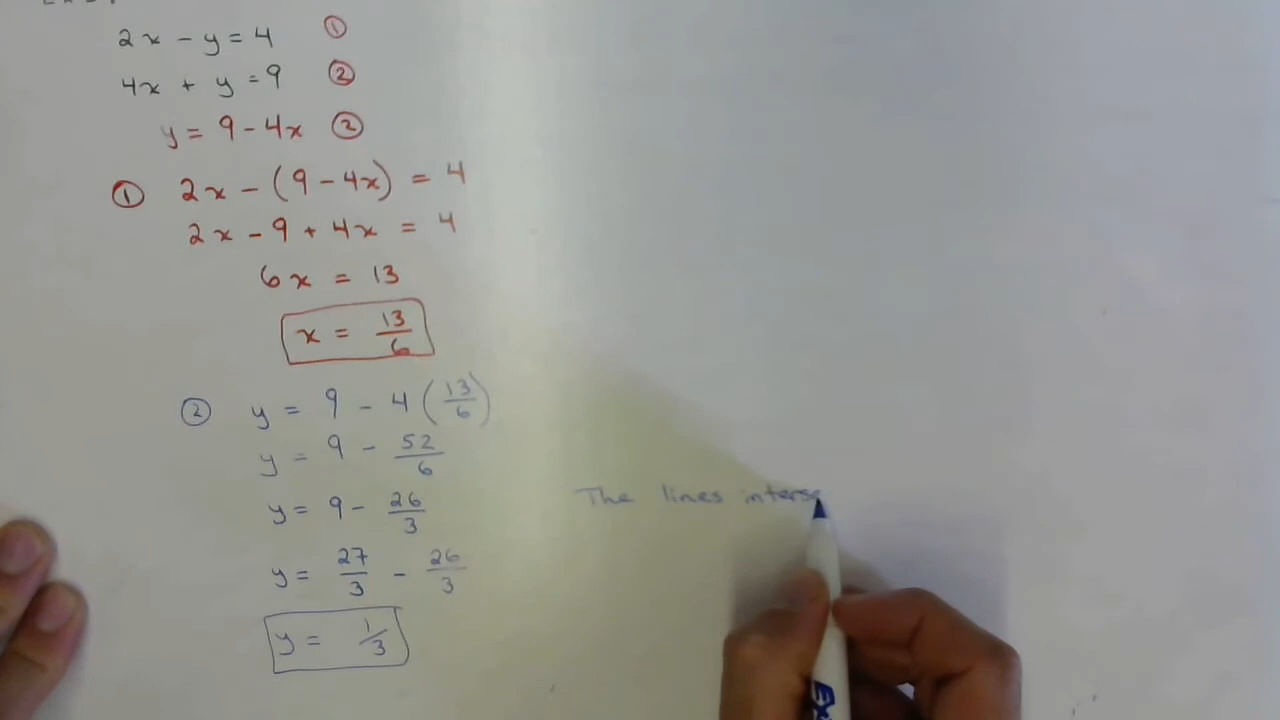 2x - y = 4 ①
4x + y = 9 ②
y = 9 - 4x ②
① 2x - (9 - 4x) = 4
2x - 9 + 4x = 4
6x = 13
x = 13/6
② y = 9 - 4(13/6)
y = 9 - 52/6
y = 9 - 26/3
The lines interse
y = 27/3 - 26/3
y = 1/3